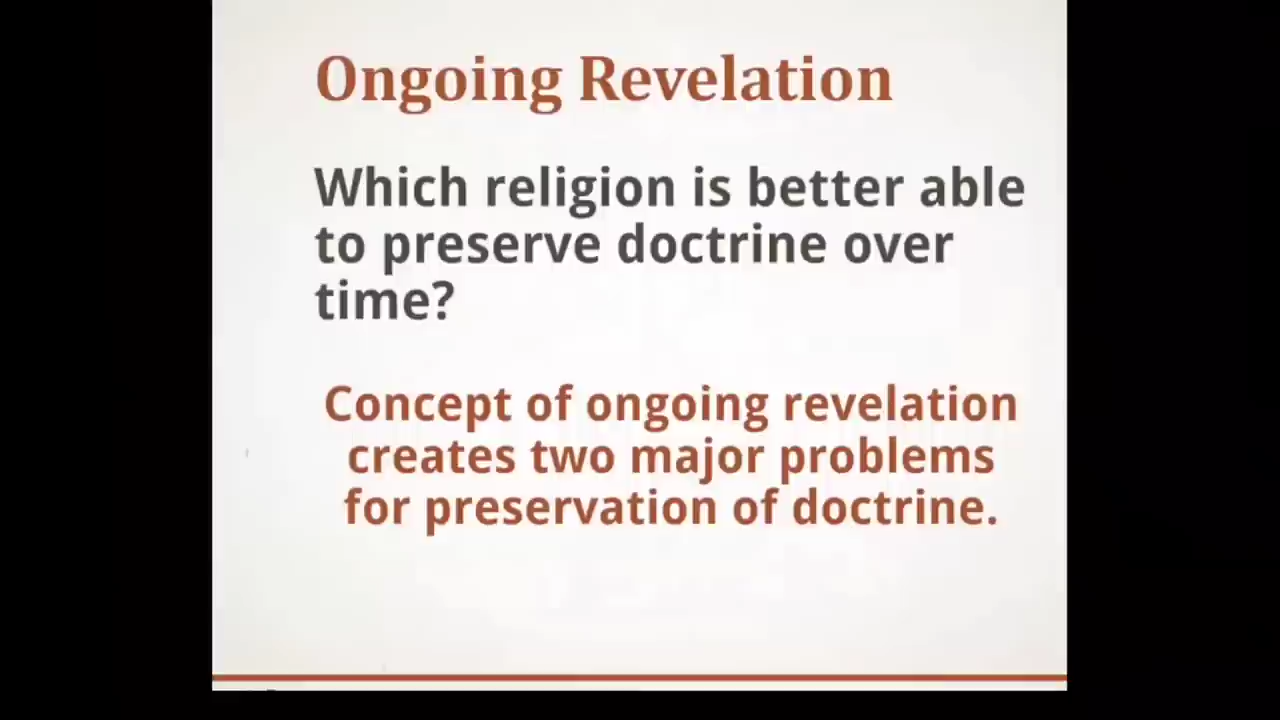 Ongoing Revelation
Which religion is better able
to preserve doctrine over
time?
Concept of ongoing revelation
creates two major problems
for preservation of doctrine.